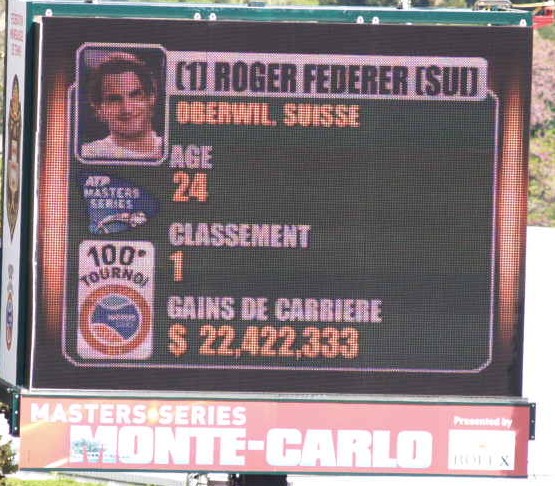 (1) ROGER FEDERER (SUI)
OBERWIL. SUISSE
AGE
24
ATP
MASTERS
SERIES
CLASSEMENT
1
100e
TOURNOI
GAINS DE CARRIERE
$ 22,422,333
MASTERS SERIES
MONTE-CARLO
Presented by
ROLEX